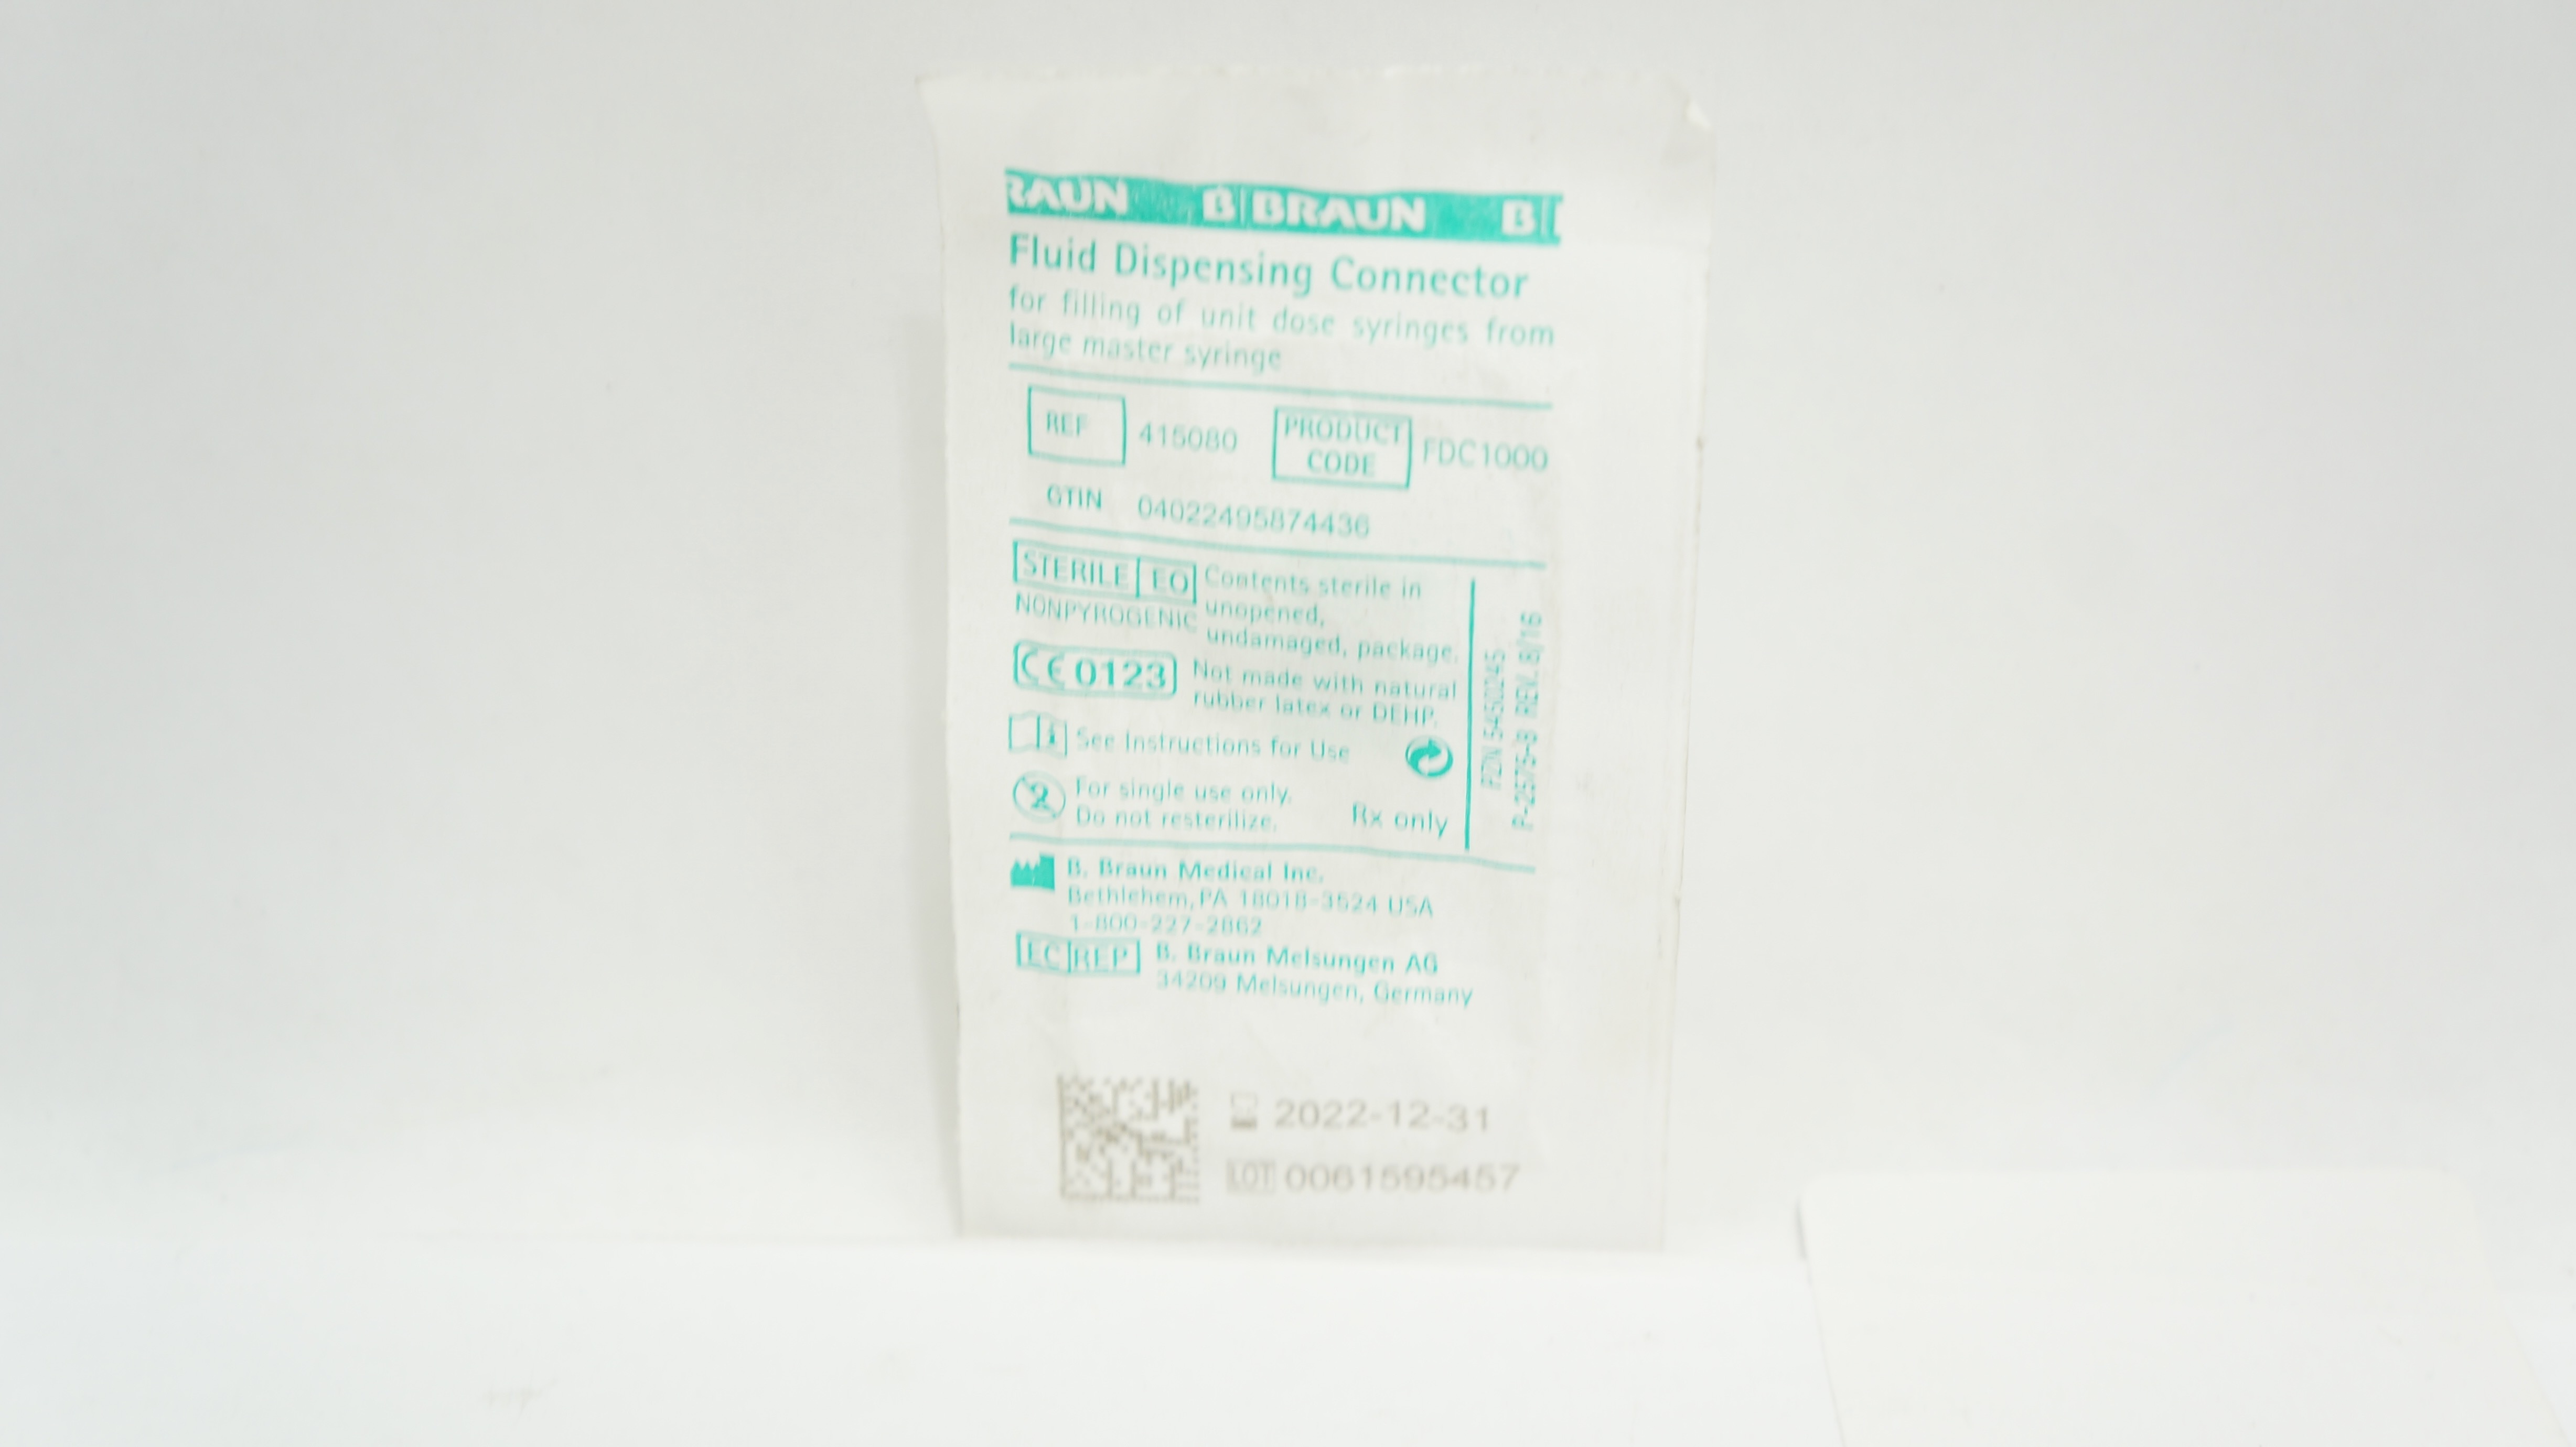 RAUN B|BRAUN B|
Fluid Dispensing Connector
for filling of unit dose syringes from
large master syringe
REF 415080 PRODUCT CODE FDC1000
GTIN 04022495874436
STERILE EO
NONPYROGENIC
Contents sterile in
unopened,
undamaged, package.
CE 0123
Not made with natural
rubber latex or DEHP.
See Instructions for Use
2
For single use only.
Do not resterilize.
Rx only
PZN 54500245
P-2575-B REV. 8/16
B. Braun Medical Inc.
Bethlehem, PA 18018-3524 USA
1-800-227-2862
EC REP
B. Braun Melsungen AG
34209 Melsungen, Germany
2022-12-31
LOT 0061595457